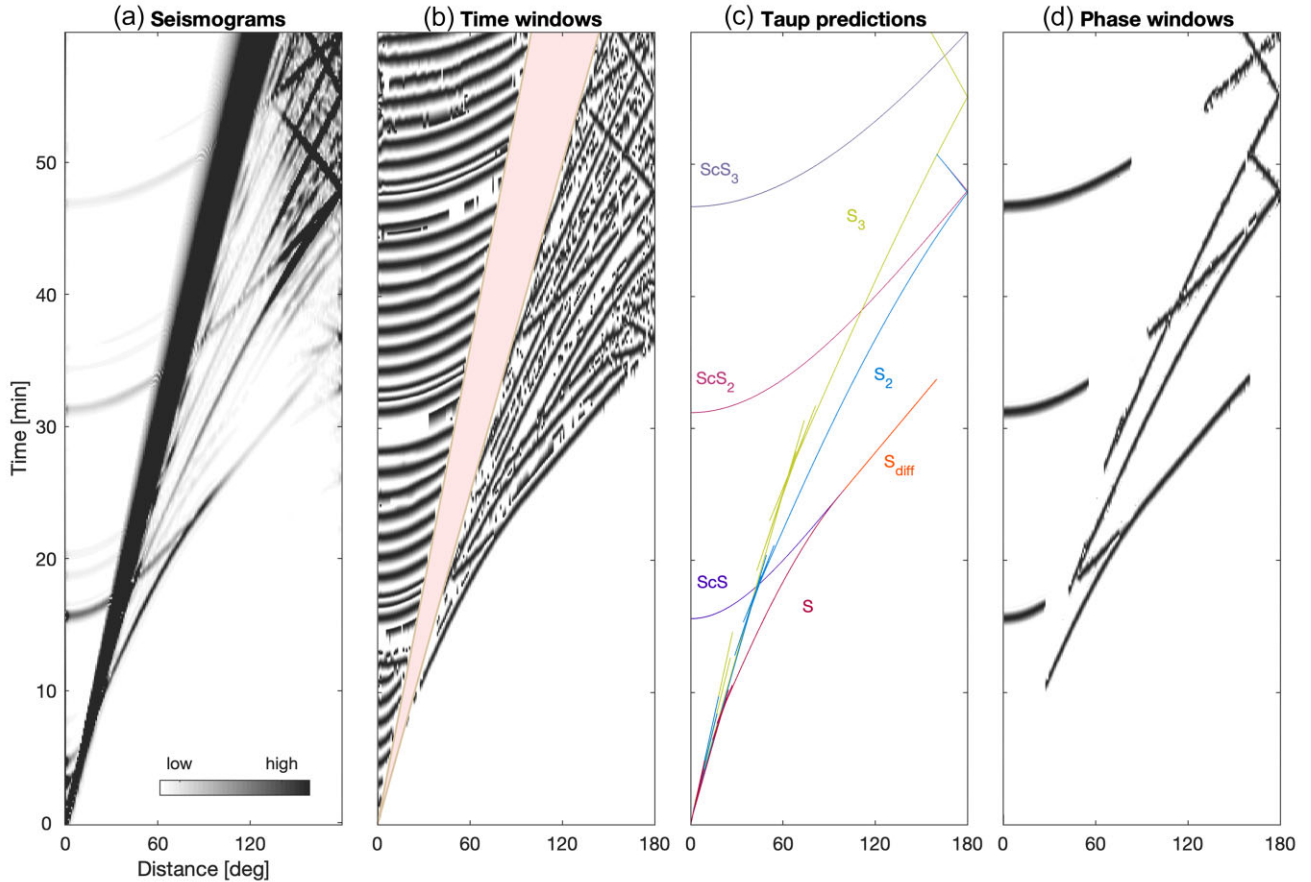 (a) Seismograms
(b) Time windows
(c) Taup predictions
(d) Phase windows
Time [min]
50
40
30
20
10
0
low high
0 60 120
Distance [deg]
0 60 120 180
ScS3
S3
ScS2
S2
Sdiff
ScS
S
0 60 120 180
0 60 120 180